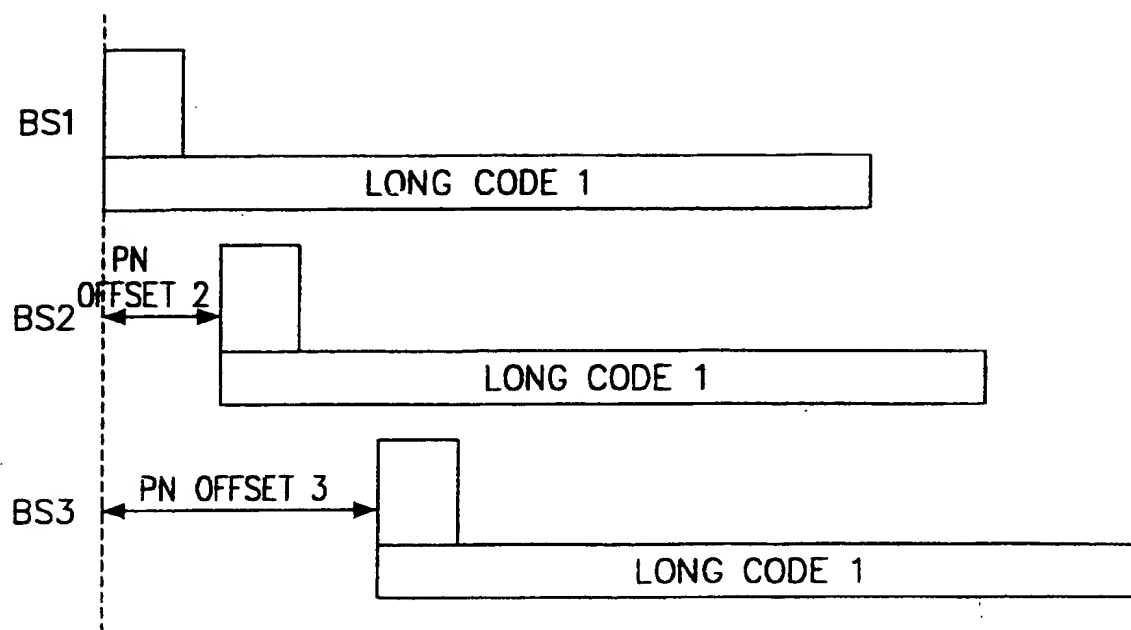 BS1
LONG CODE 1
PN
OFFSET 2
BS2
LONG CODE 1
PN OFFSET 3
BS3
LONG CODE 1